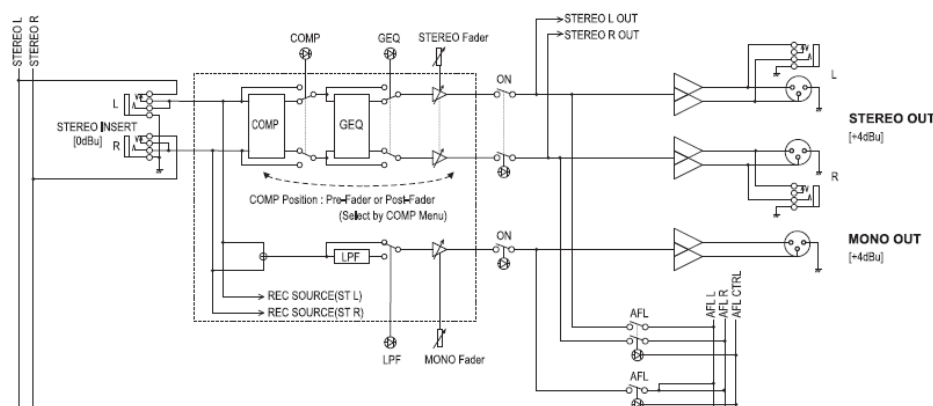 STEREO L
STEREO R
STEREO L OUT
STEREO R OUT
COMP
GEQ
STEREO Fader
ON
L
STEREO INSERT
[0dBu]
R
COMP
GEQ
L
STEREO OUT
[+4dBu]
R
COMP Position : Pre-Fader or Post-Fader
(Select by COMP Menu)
ON
LPF
MONO OUT
[+4dBu]
REC SOURCE(ST L)
REC SOURCE(ST R)
LPF
MONO Fader
AFL L
AFL R
AFL CTRL
AFL
AFL